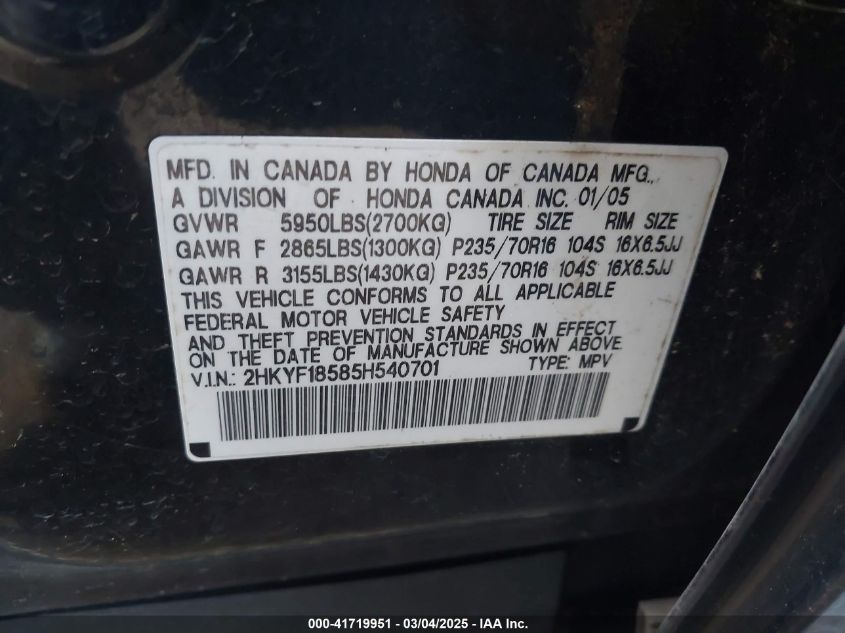 MFD. IN CANADA BY HONDA OF CANADA MFG.,
A DIVISION OF HONDA CANADA INC. 01/05
GVWR 5950LBS(2700KG) TIRE SIZE RIM SIZE
GAWR F 2865LBS(1300KG) P235/70R16 104S 16X6.5JJ
GAWR R 3155LBS(1430KG) P235/70R16 104S 16X6.5JJ
THIS VEHICLE CONFORMS TO ALL APPLICABLE
FEDERAL MOTOR VEHICLE SAFETY
AND THEFT PREVENTION STANDARDS IN EFFECT
ON THE DATE OF MANUFACTURE SHOWN ABOVE.
V.I.N.: 2HKYF18585H540701 TYPE: MPV
000-41719951 - 03/04/2025 - IAA Inc.